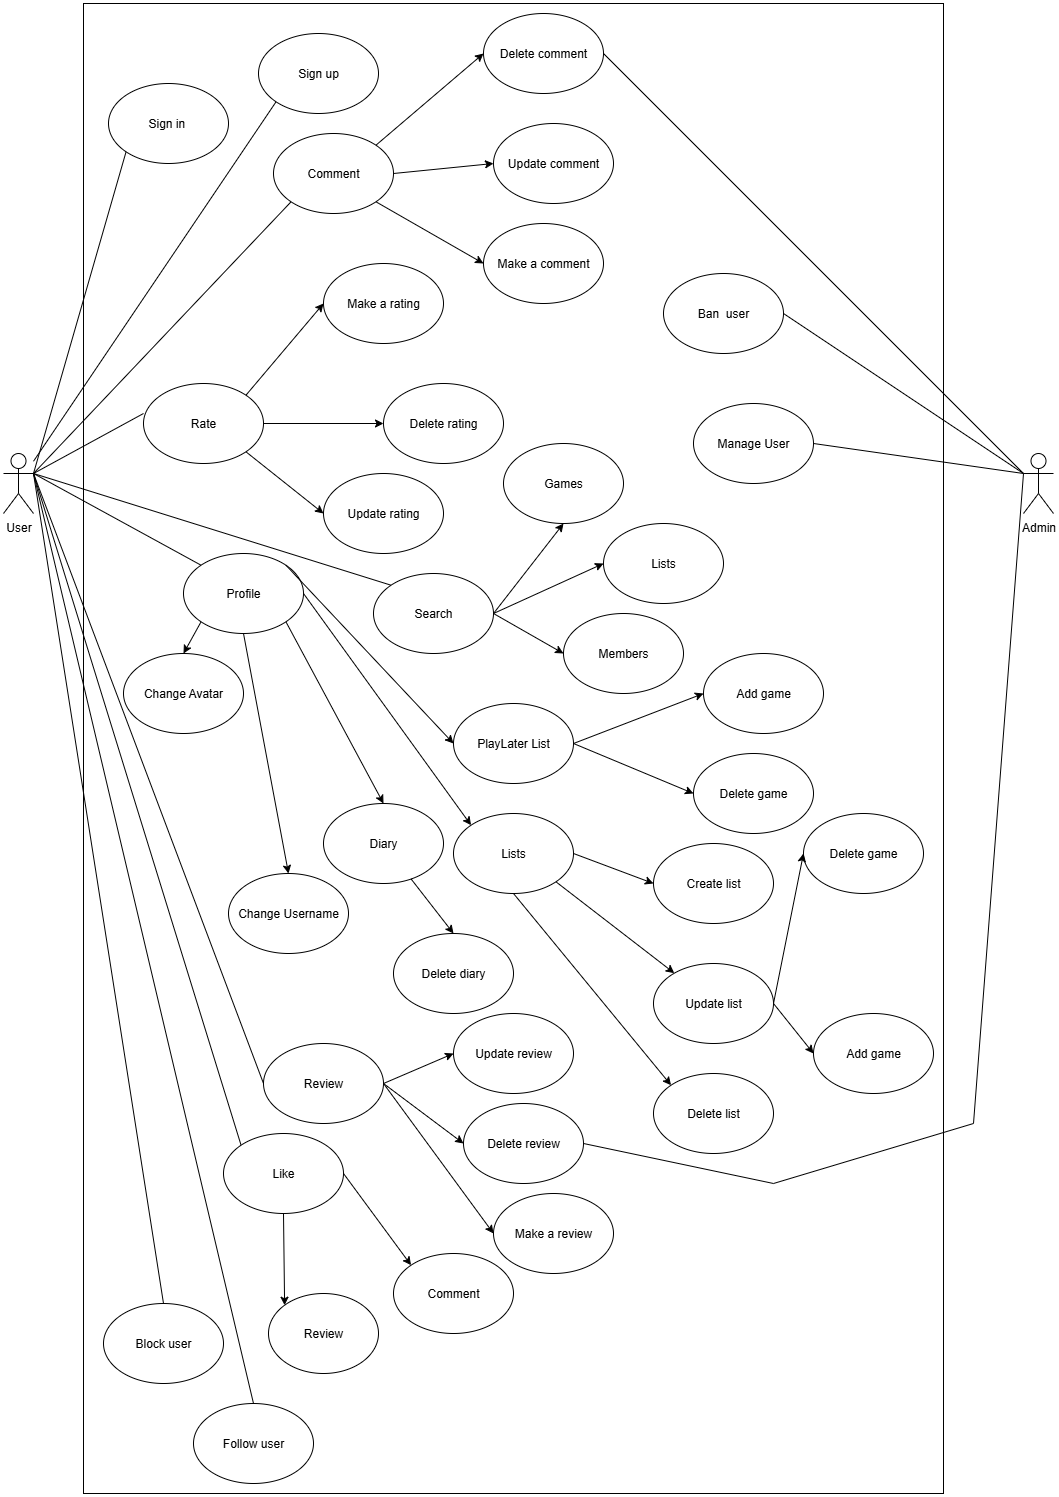 Delete comment
Sign up
Sign in
Update comment
Comment
Make a comment
Make a rating
Ban  user
Rate
Delete rating
Manage User
Games
Update rating
User
Admin
Lists
Profile
Search
Members
Change Avatar
Add game
PlayLater List
Delete game
Diary
Lists
Delete game
Create list
Change Username
Delete diary
Update list
Update review
Add game
Review
Delete list
Delete review
Like
Make a review
Comment
Review
Block user
Follow user